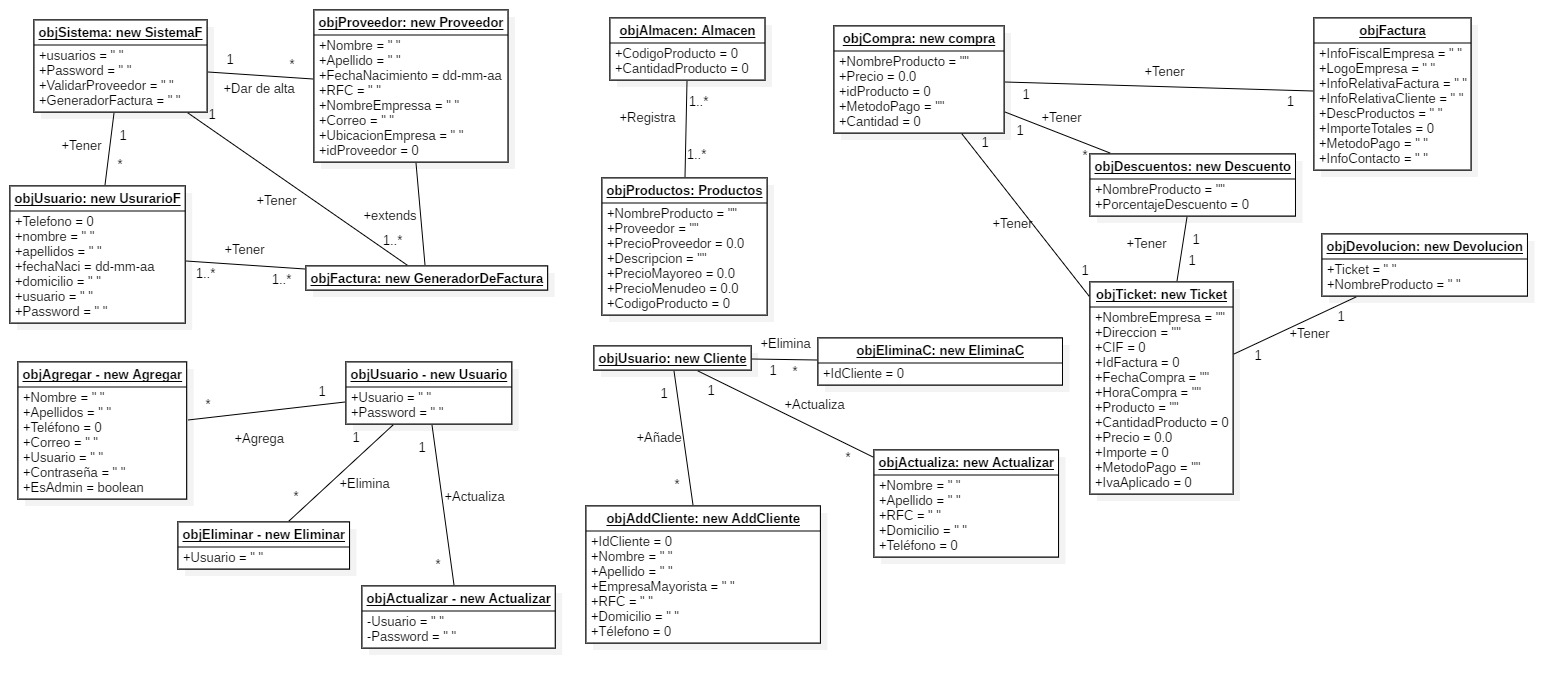 objSistema: new SistemaF
+usuarios = " "
+Password = " "
+ValidarProveedor = " "
+GeneradorFactura = " "
1
*
+Dar de alta
objProveedor: new Proveedor
+Nombre = " "
+Apellido = " "
+FechaNacimiento = dd-mm-aa
+RFC = " "
+NombreEmpressa = " "
+Correo = " "
+UbicacionEmpresa = " "
+idProveedor = 0
1
+Tener
*
1
+Tener
1..*
+extends
objUsuario: new UsurarioF
+Telefono = 0
+nombre = " "
+apellidos = " "
+fechaNaci = dd-mm-aa
+domicilio = " "
+usuario = " "
+Password = " "
+Tener
1..*
1..*
objFactura: new GeneradorDeFactura
objAgregar - new Agregar
+Nombre = " "
+Apellidos = " "
+Teléfono = 0
+Correo = " "
+Usuario = " "
+Contraseña = " "
+EsAdmin = boolean
*
1
+Agrega
objUsuario - new Usuario
+Usuario = " "
+Password = " "
1
+Elimina
*
1
+Actualiza
*
objEliminar - new Eliminar
+Usuario = " "
objActualizar - new Actualizar
-Usuario = " "
-Password = " "
objAlmacen: Almacen
+CodigoProducto = 0
+CantidadProducto = 0
1..*
+Registra
1..*
objProductos: Productos
+NombreProducto = ""
+Proveedor = ""
+PrecioProveedor = 0.0
+Descripcion = ""
+PrecioMayoreo = 0.0
+PrecioMenudeo = 0.0
+CodigoProducto = 0
objUsuario: new Cliente
+Elimina
1
*
objEliminaC: new EliminaC
+IdCliente = 0
1
+Añade
*
1
+Actualiza
*
objActualiza: new Actualizar
+Nombre = " "
+Apellido = " "
+RFC = " "
+Domicilio = " "
+Teléfono = 0
objAddCliente: new AddCliente
+IdCliente = 0
+Nombre = " "
+Apellido = " "
+EmpresaMayorista = " "
+RFC = " "
+Domicilio = " "
+Télefono = 0
objCompra: new compra
+NombreProducto = ""
+Precio = 0.0
+idProducto = 0
+MetodoPago = ""
+Cantidad = 0
+Tener
1
1
objFactura
+InfoFiscalEmpresa = " "
+LogoEmpresa = " "
+InfoRelativaFactura = " "
+InfoRelativaCliente = " "
+DescProductos = " "
+ImporteTotales = 0
+MetodoPago = " "
+InfoContacto = " "
+Tener
1
*
1
+Tener
1
objDescuentos: new Descuento
+NombreProducto = ""
+PorcentajeDescuento = 0
+Tener
1
1
objDevolucion: new Devolucion
+Ticket = " "
+NombreProducto = " "
1
+Tener
1
objTicket: new Ticket
+NombreEmpresa = ""
+Direccion = ""
+CIF = 0
+IdFactura = 0
+FechaCompra = ""
+HoraCompra = ""
+Producto = ""
+CantidadProducto = 0
+Precio = 0.0
+Importe = 0
+MetodoPago = ""
+IvaAplicado = 0